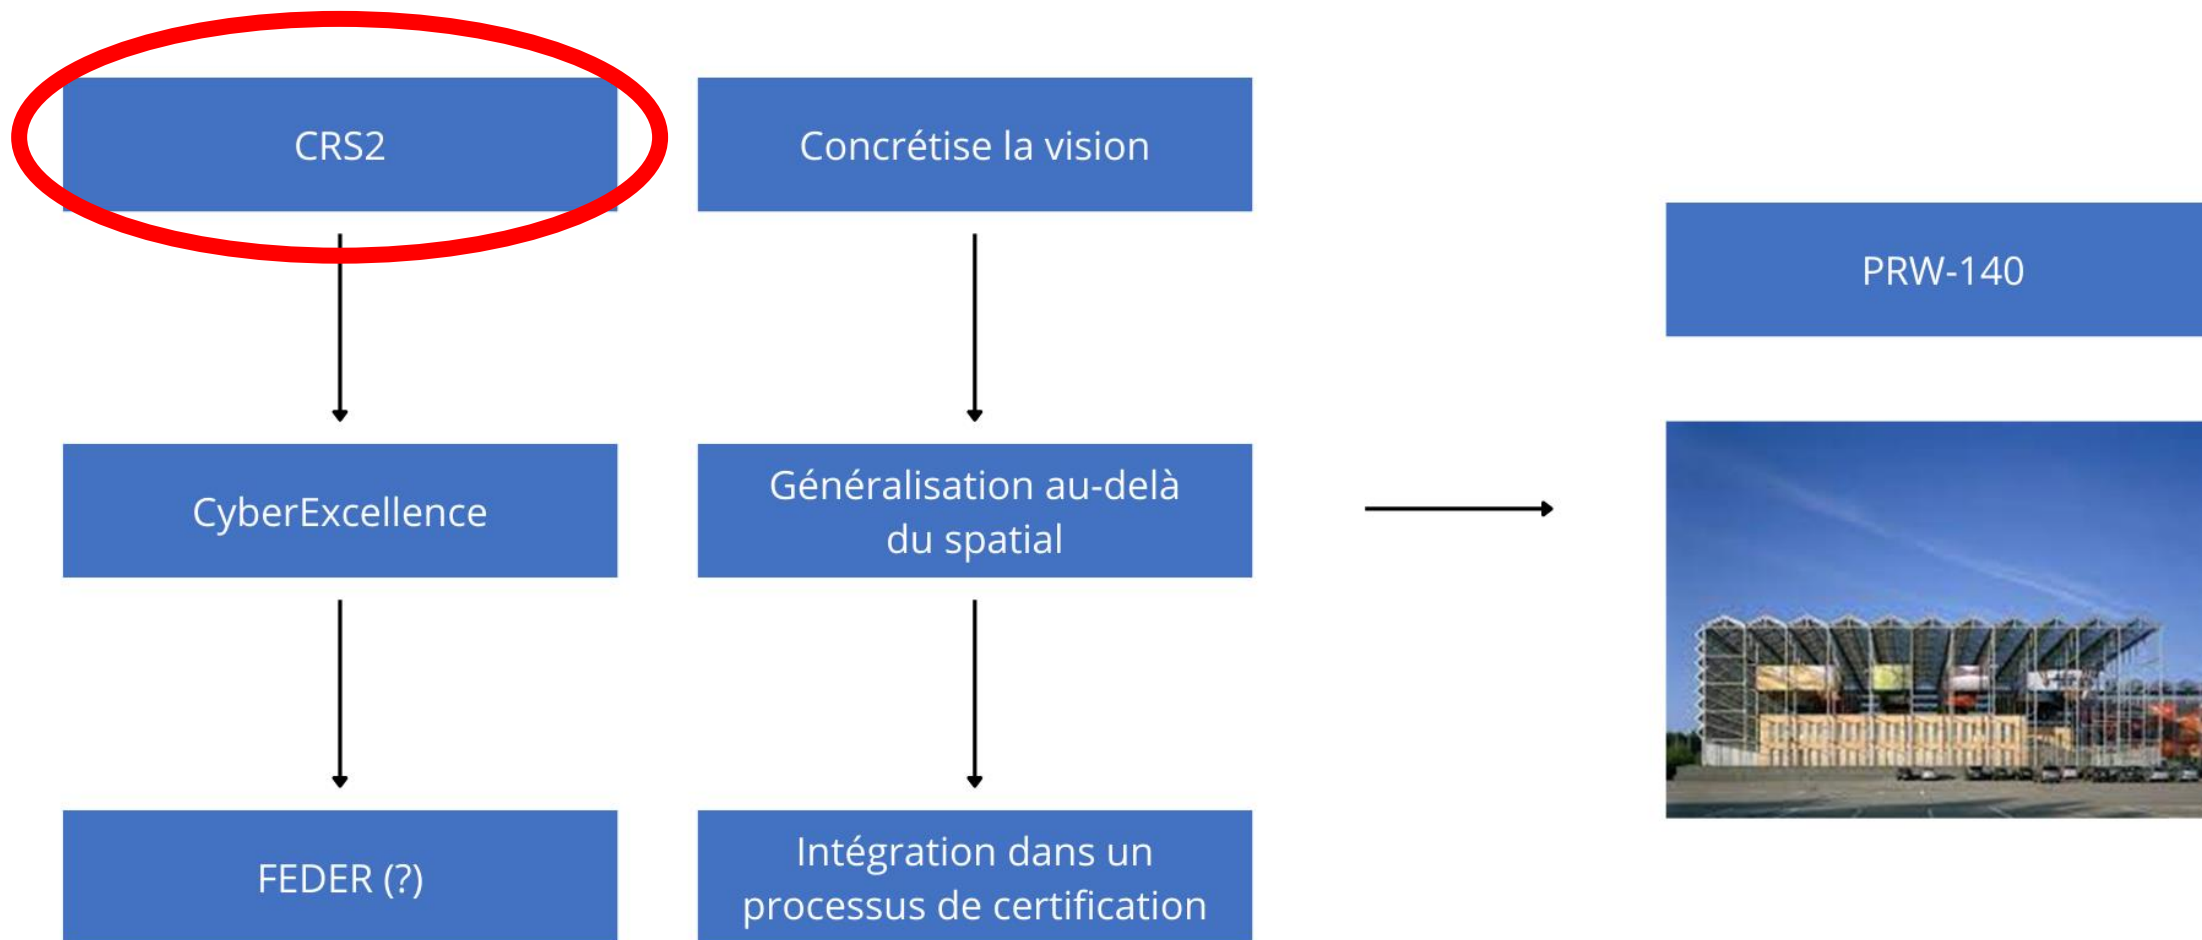 CRS2
Concrétise la vision
PRW-140
CyberExcellence
Généralisation au-delà
du spatial
FEDER (?)
Intégration dans un
processus de certification